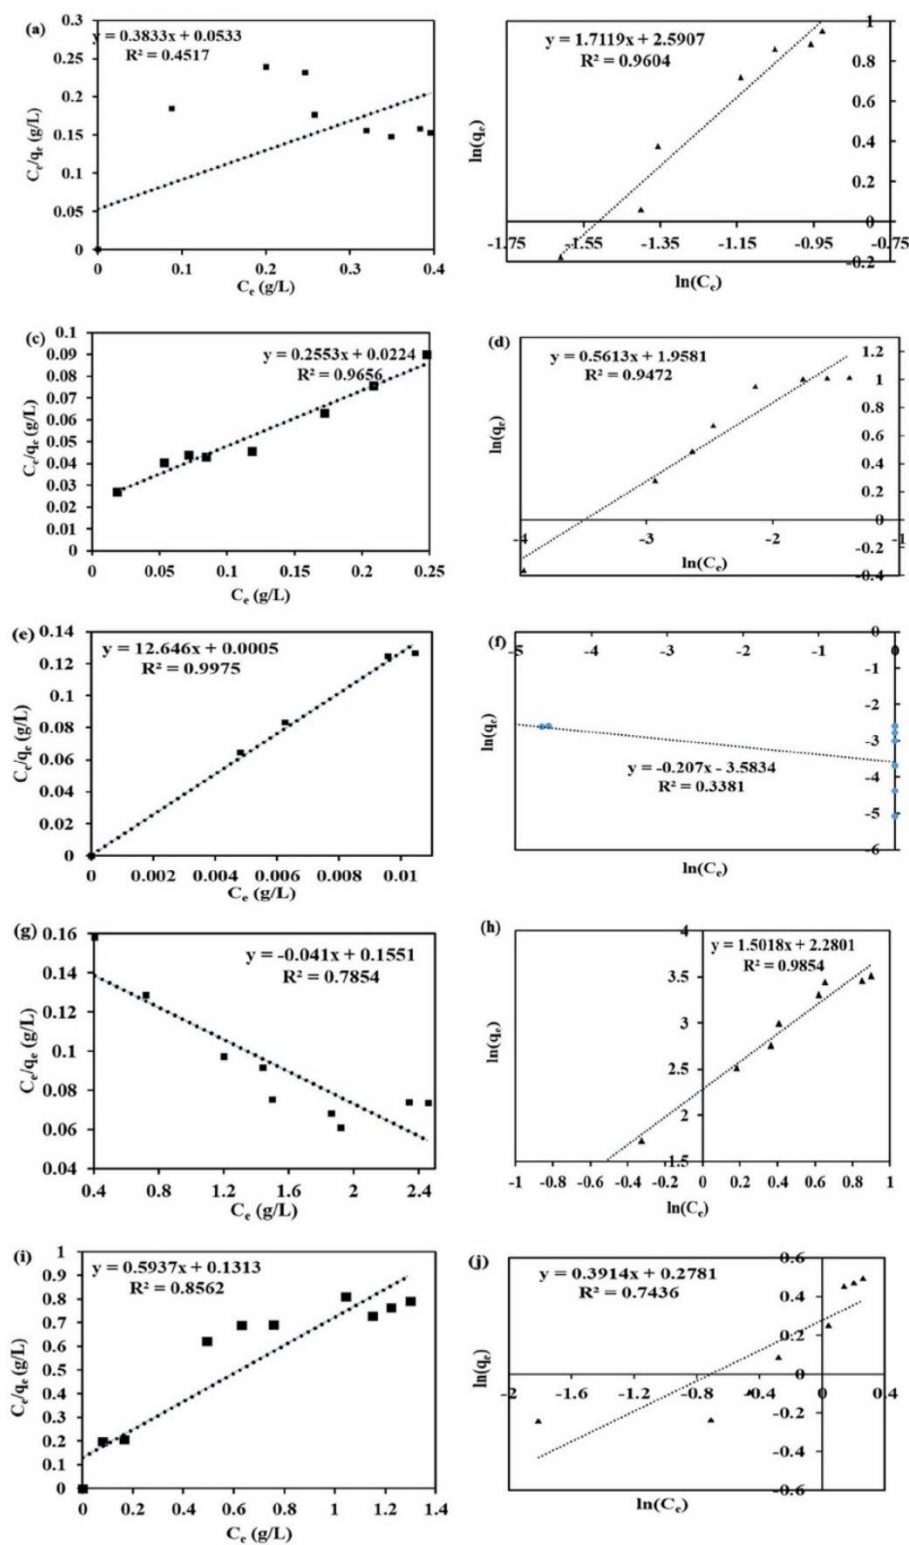 (a)
y = 0.3833x + 0.0533
R² = 0.4517
0.3
0.25
0.2
0.15
0.1
0.05
0
0 0.1 0.2 0.3 0.4
Cₑ/qₑ (g/L)
Cₑ (g/L)
y = 1.7119x + 2.5907
R² = 0.9604
1
0.8
0.6
0.4
0.2
0
-0.2
-1.75 -1.55 -1.35 -1.15 -0.95 -0.75
ln(qₑ)
ln(Cₑ)
(c)
y = 0.2553x + 0.0224
R² = 0.9656
0.1
0.09
0.08
0.07
0.06
0.05
0.04
0.03
0.02
0.01
0
0 0.05 0.1 0.15 0.2 0.25
Cₑ/qₑ (g/L)
Cₑ (g/L)
(d)
y = 0.5613x + 1.9581
R² = 0.9472
1.2
1
0.8
0.6
0.4
0.2
0
-0.2
-0.4
-4 -3 -2 -1
ln(qₑ)
ln(Cₑ)
(e)
y = 12.646x + 0.0005
R² = 0.9975
0.14
0.12
0.1
0.08
0.06
0.04
0.02
0
0 0.002 0.004 0.006 0.008 0.01
Cₑ/qₑ (g/L)
Cₑ (g/L)
(f)
-5 -4 -3 -2 -1 0
0
-1
-2
-3
-4
-5
-6
y = -0.207x - 3.5834
R² = 0.3381
ln(qₑ)
ln(Cₑ)
(g)
y = -0.041x + 0.1551
R² = 0.7854
0.16
0.14
0.12
0.1
0.08
0.06
0.04
0.4 0.8 1.2 1.6 2 2.4
Cₑ/qₑ (g/L)
Cₑ (g/L)
(h)
y = 1.5018x + 2.2801
R² = 0.9854
4
3.5
3
2.5
2
1.5
-1 -0.8 -0.6 -0.4 -0.2 0 0.2 0.4 0.6 0.8 1
ln(qₑ)
ln(Cₑ)
(i)
y = 0.5937x + 0.1313
R² = 0.8562
1
0.9
0.8
0.7
0.6
0.5
0.4
0.3
0.2
0.1
0
0 0.2 0.4 0.6 0.8 1 1.2 1.4
Cₑ/qₑ (g/L)
Cₑ (g/L)
(j)
y = 0.3914x + 0.2781
R² = 0.7436
0.6
0.4
0.2
0
-0.2
-0.4
-0.6
-2 -1.6 -1.2 -0.8 -0.4 0 0.4
ln(qₑ)
ln(Cₑ)